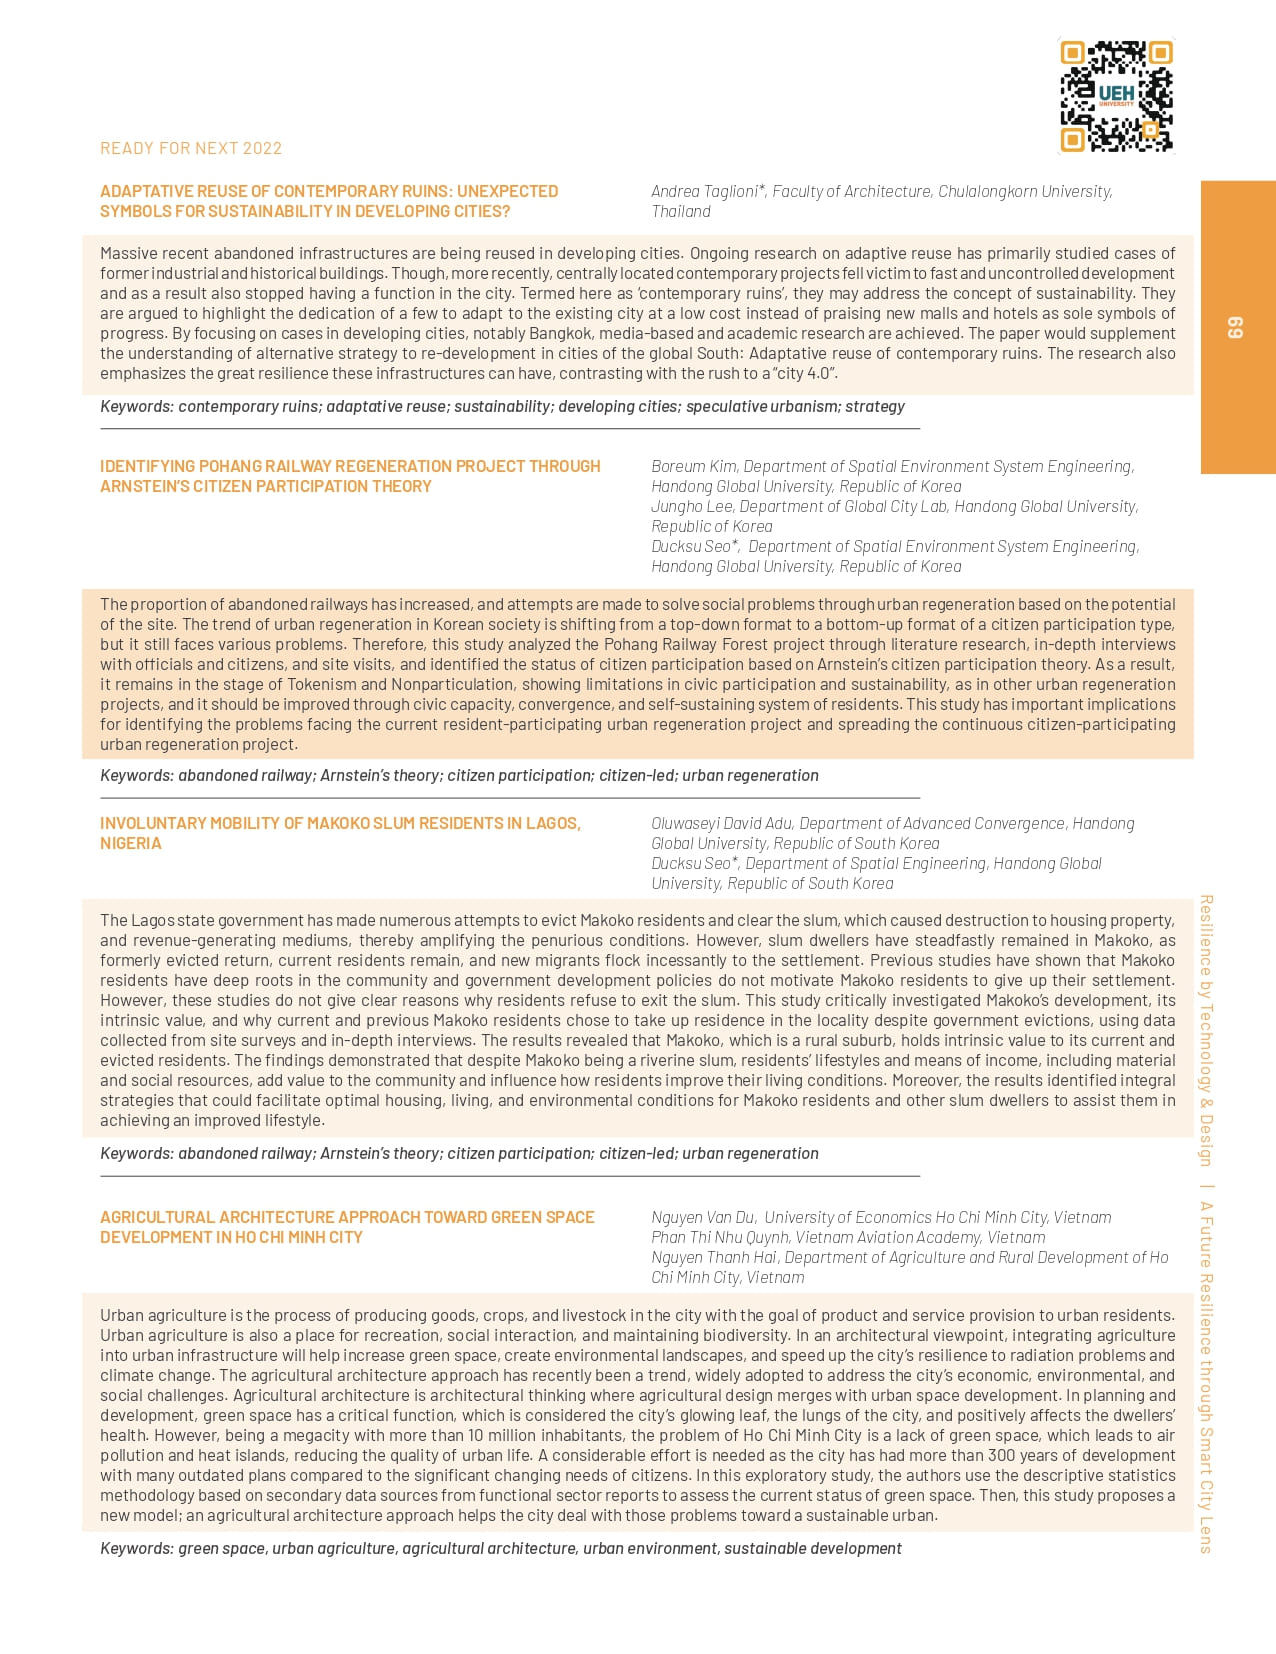 UEH
UNIVERSITY
READY FOR NEXT 2022
ADAPTATIVE REUSE OF CONTEMPORARY RUINS: UNEXPECTED
SYMBOLS FOR SUSTAINABILITY IN DEVELOPING CITIES?
Andrea Taglioni*, Faculty of Architecture, Chulalongkorn University,
Thailand
Massive recent abandoned infrastructures are being reused in developing cities. Ongoing research on adaptive reuse has primarily studied cases of
former industrial and historical buildings. Though, more recently, centrally located contemporary projects fell victim to fast and uncontrolled development
and as a result also stopped having a function in the city. Termed here as ‘contemporary ruins’, they may address the concept of sustainability. They
are argued to highlight the dedication of a few to adapt to the existing city at a low cost instead of praising new malls and hotels as sole symbols of
progress. By focusing on cases in developing cities, notably Bangkok, media-based and academic research are achieved. The paper would supplement
the understanding of alternative strategy to re-development in cities of the global South: Adaptative reuse of contemporary ruins. The research also
emphasizes the great resilience these infrastructures can have, contrasting with the rush to a “city 4.0”.
Keywords: contemporary ruins; adaptative reuse; sustainability; developing cities; speculative urbanism; strategy
IDENTIFYING POHANG RAILWAY REGENERATION PROJECT THROUGH
ARNSTEIN’S CITIZEN PARTICIPATION THEORY
Boreum Kim, Department of Spatial Environment System Engineering,
Handong Global University, Republic of Korea
Jungho Lee, Department of Global City Lab, Handong Global University,
Republic of Korea
Ducksu Seo*, Department of Spatial Environment System Engineering,
Handong Global University, Republic of Korea
The proportion of abandoned railways has increased, and attempts are made to solve social problems through urban regeneration based on the potential
of the site. The trend of urban regeneration in Korean society is shifting from a top-down format to a bottom-up format of a citizen participation type,
but it still faces various problems. Therefore, this study analyzed the Pohang Railway Forest project through literature research, in-depth interviews
with officials and citizens, and site visits, and identified the status of citizen participation based on Arnstein’s citizen participation theory. As a result,
it remains in the stage of Tokenism and Nonparticulation, showing limitations in civic participation and sustainability, as in other urban regeneration
projects, and it should be improved through civic capacity, convergence, and self-sustaining system of residents. This study has important implications
for identifying the problems facing the current resident-participating urban regeneration project and spreading the continuous citizen-participating
urban regeneration project.
Keywords: abandoned railway; Arnstein’s theory; citizen participation; citizen-led; urban regeneration
INVOLUNTARY MOBILITY OF MAKOKO SLUM RESIDENTS IN LAGOS,
NIGERIA
Oluwaseyi David Adu, Department of Advanced Convergence, Handong
Global University, Republic of South Korea
Ducksu Seo*, Department of Spatial Engineering, Handong Global
University, Republic of South Korea
The Lagos state government has made numerous attempts to evict Makoko residents and clear the slum, which caused destruction to housing property,
and revenue-generating mediums, thereby amplifying the penurious conditions. However, slum dwellers have steadfastly remained in Makoko, as
formerly evicted return, current residents remain, and new migrants flock incessantly to the settlement. Previous studies have shown that Makoko
residents have deep roots in the community and government development policies do not motivate Makoko residents to give up their settlement.
However, these studies do not give clear reasons why residents refuse to exit the slum. This study critically investigated Makoko’s development, its
intrinsic value, and why current and previous Makoko residents chose to take up residence in the locality despite government evictions, using data
collected from site surveys and in-depth interviews. The results revealed that Makoko, which is a rural suburb, holds intrinsic value to its current and
evicted residents. The findings demonstrated that despite Makoko being a riverine slum, residents’ lifestyles and means of income, including material
and social resources, add value to the community and influence how residents improve their living conditions. Moreover, the results identified integral
strategies that could facilitate optimal housing, living, and environmental conditions for Makoko residents and other slum dwellers to assist them in
achieving an improved lifestyle.
Keywords: abandoned railway; Arnstein’s theory; citizen participation; citizen-led; urban regeneration
AGRICULTURAL ARCHITECTURE APPROACH TOWARD GREEN SPACE
DEVELOPMENT IN HO CHI MINH CITY
Nguyen Van Du, University of Economics Ho Chi Minh City, Vietnam
Phan Thi Nhu Quynh, Vietnam Aviation Academy, Vietnam
Nguyen Thanh Hai, Department of Agriculture and Rural Development of Ho
Chi Minh City, Vietnam
Urban agriculture is the process of producing goods, crops, and livestock in the city with the goal of product and service provision to urban residents.
Urban agriculture is also a place for recreation, social interaction, and maintaining biodiversity. In an architectural viewpoint, integrating agriculture
into urban infrastructure will help increase green space, create environmental landscapes, and speed up the city’s resilience to radiation problems and
climate change. The agricultural architecture approach has recently been a trend, widely adopted to address the city’s economic, environmental, and
social challenges. Agricultural architecture is architectural thinking where agricultural design merges with urban space development. In planning and
development, green space has a critical function, which is considered the city’s glowing leaf, the lungs of the city, and positively affects the dwellers’
health. However, being a megacity with more than 10 million inhabitants, the problem of Ho Chi Minh City is a lack of green space, which leads to air
pollution and heat islands, reducing the quality of urban life. A considerable effort is needed as the city has had more than 300 years of development
with many outdated plans compared to the significant changing needs of citizens. In this exploratory study, the authors use the descriptive statistics
methodology based on secondary data sources from functional sector reports to assess the current status of green space. Then, this study proposes a
new model; an agricultural architecture approach helps the city deal with those problems toward a sustainable urban.
Keywords: green space, urban agriculture, agricultural architecture, urban environment, sustainable development
69
Resilience by Technology & Design | A Future Resilience through Smart City Lens